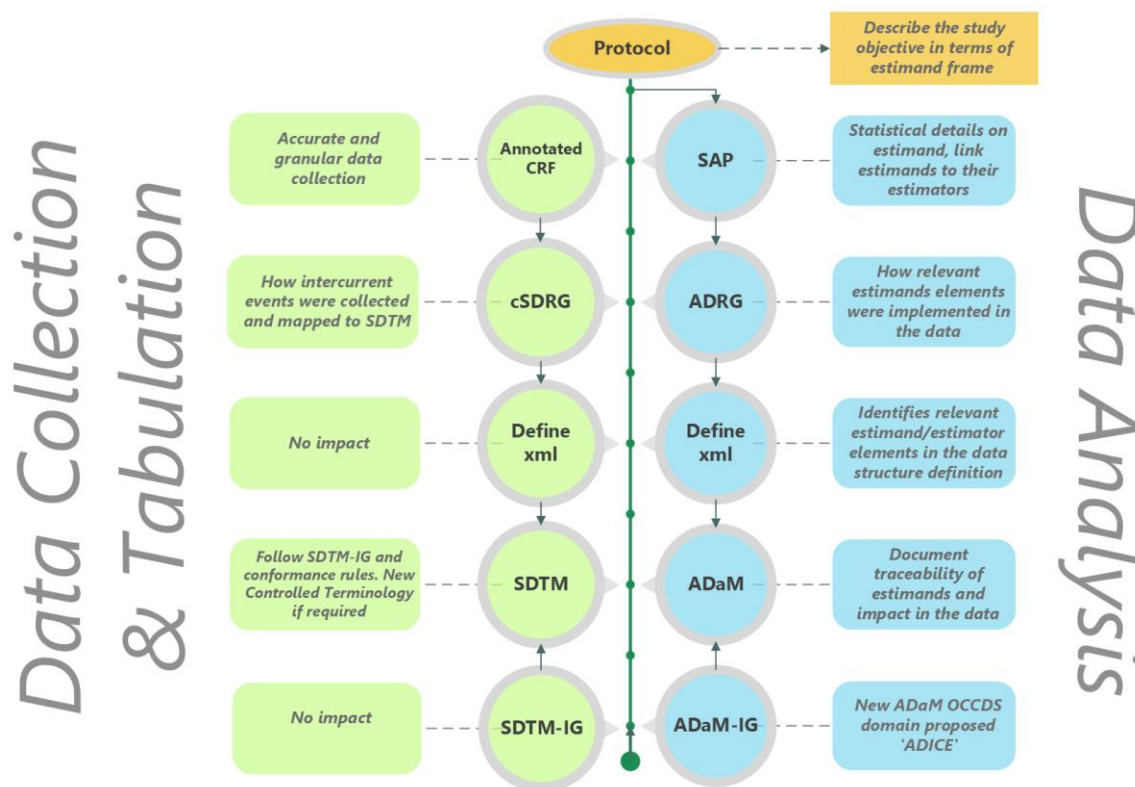 Data Collection
& Tabulation
Protocol
Describe the study
objective in terms of
estimand frame
Accurate and
granular data
collection
Annotated
CRF
SAP
Statistical details on
estimand, link
estimands to their
estimators
How intercurrent
events were collected
and mapped to SDTM
cSDRG
ADRG
How relevant
estimands elements
were implemented in
the data
No impact
Define
xml
Define
xml
Identifies relevant
estimand/estimator
elements in the data
structure definition
Follow SDTM-IG and
conformance rules. New
Controlled Terminology
if required
SDTM
ADaM
Document
traceability of
estimands and
impact in the data
No impact
SDTM-IG
ADaM-IG
New ADaM OCCDS
domain proposed
'ADICE'
Data Analysis